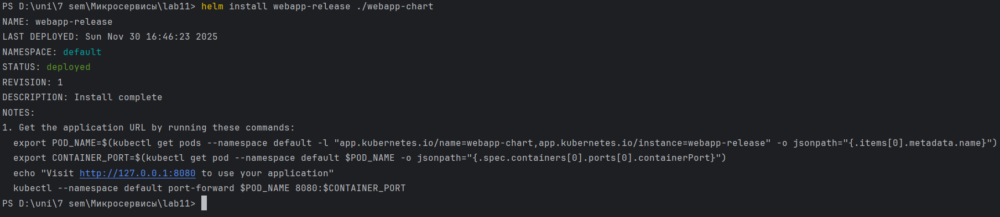 PS D:\uni\7 sem\Микросервисы\lab11> helm install webapp-release ./webapp-chart
NAME: webapp-release
LAST DEPLOYED: Sun Nov 30 16:46:23 2025
NAMESPACE: default
STATUS: deployed
REVISION: 1
DESCRIPTION: Install complete
NOTES:
1. Get the application URL by running these commands:
  export POD_NAME=$(kubectl get pods --namespace default -l "app.kubernetes.io/name=webapp-chart,app.kubernetes.io/instance=webapp-release" -o jsonpath="{.items[0].metadata.name}")
  export CONTAINER_PORT=$(kubectl get pod --namespace default $POD_NAME -o jsonpath="{.spec.containers[0].ports[0].containerPort}")
  echo "Visit http://127.0.0.1:8080 to use your application"
  kubectl --namespace default port-forward $POD_NAME 8080:$CONTAINER_PORT
PS D:\uni\7 sem\Микросервисы\lab11>